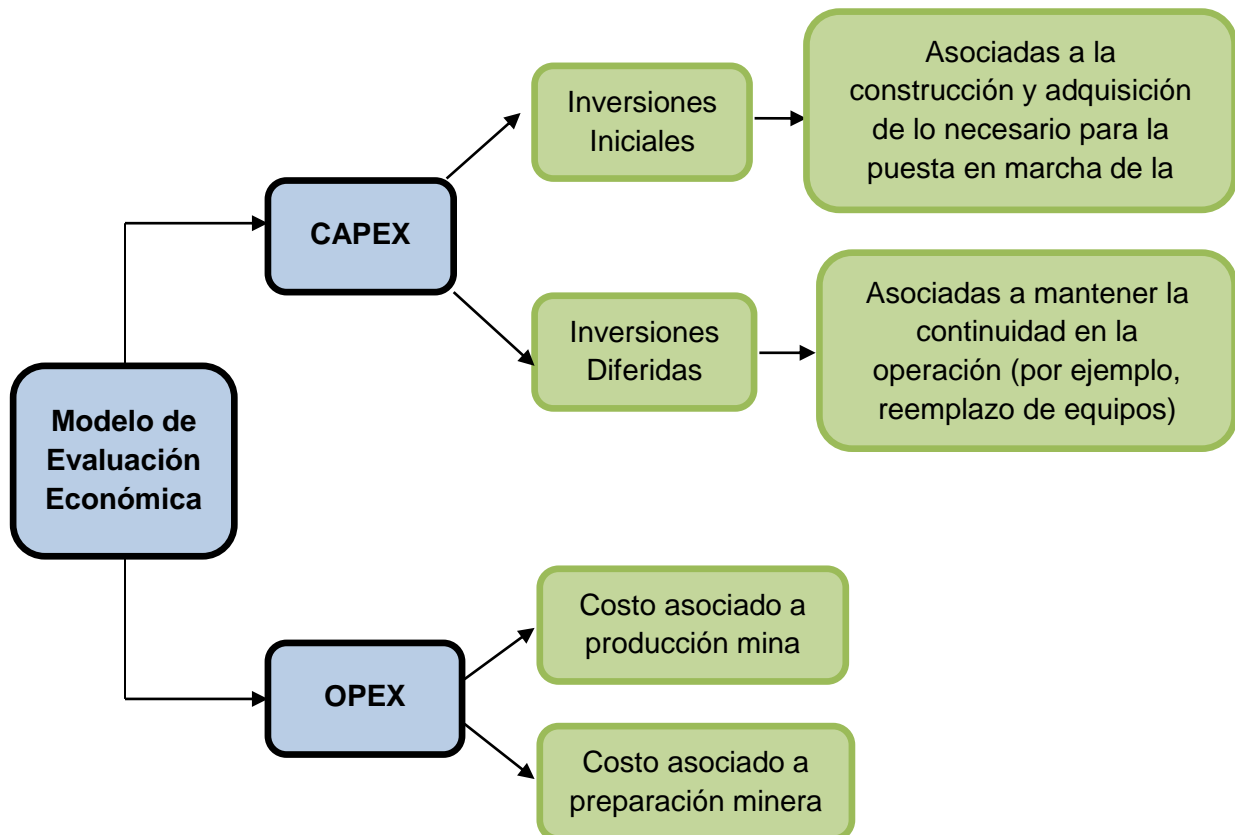 Modelo de
Evaluación
Económica
CAPEX
Inversiones
Iniciales
Asociadas a la
construcción y adquisición
de lo necesario para la
puesta en marcha de la
Inversiones
Diferidas
Asociadas a mantener la
continuidad en la
operación (por ejemplo,
reemplazo de equipos)
OPEX
Costo asociado a
producción mina
Costo asociado a
preparación minera